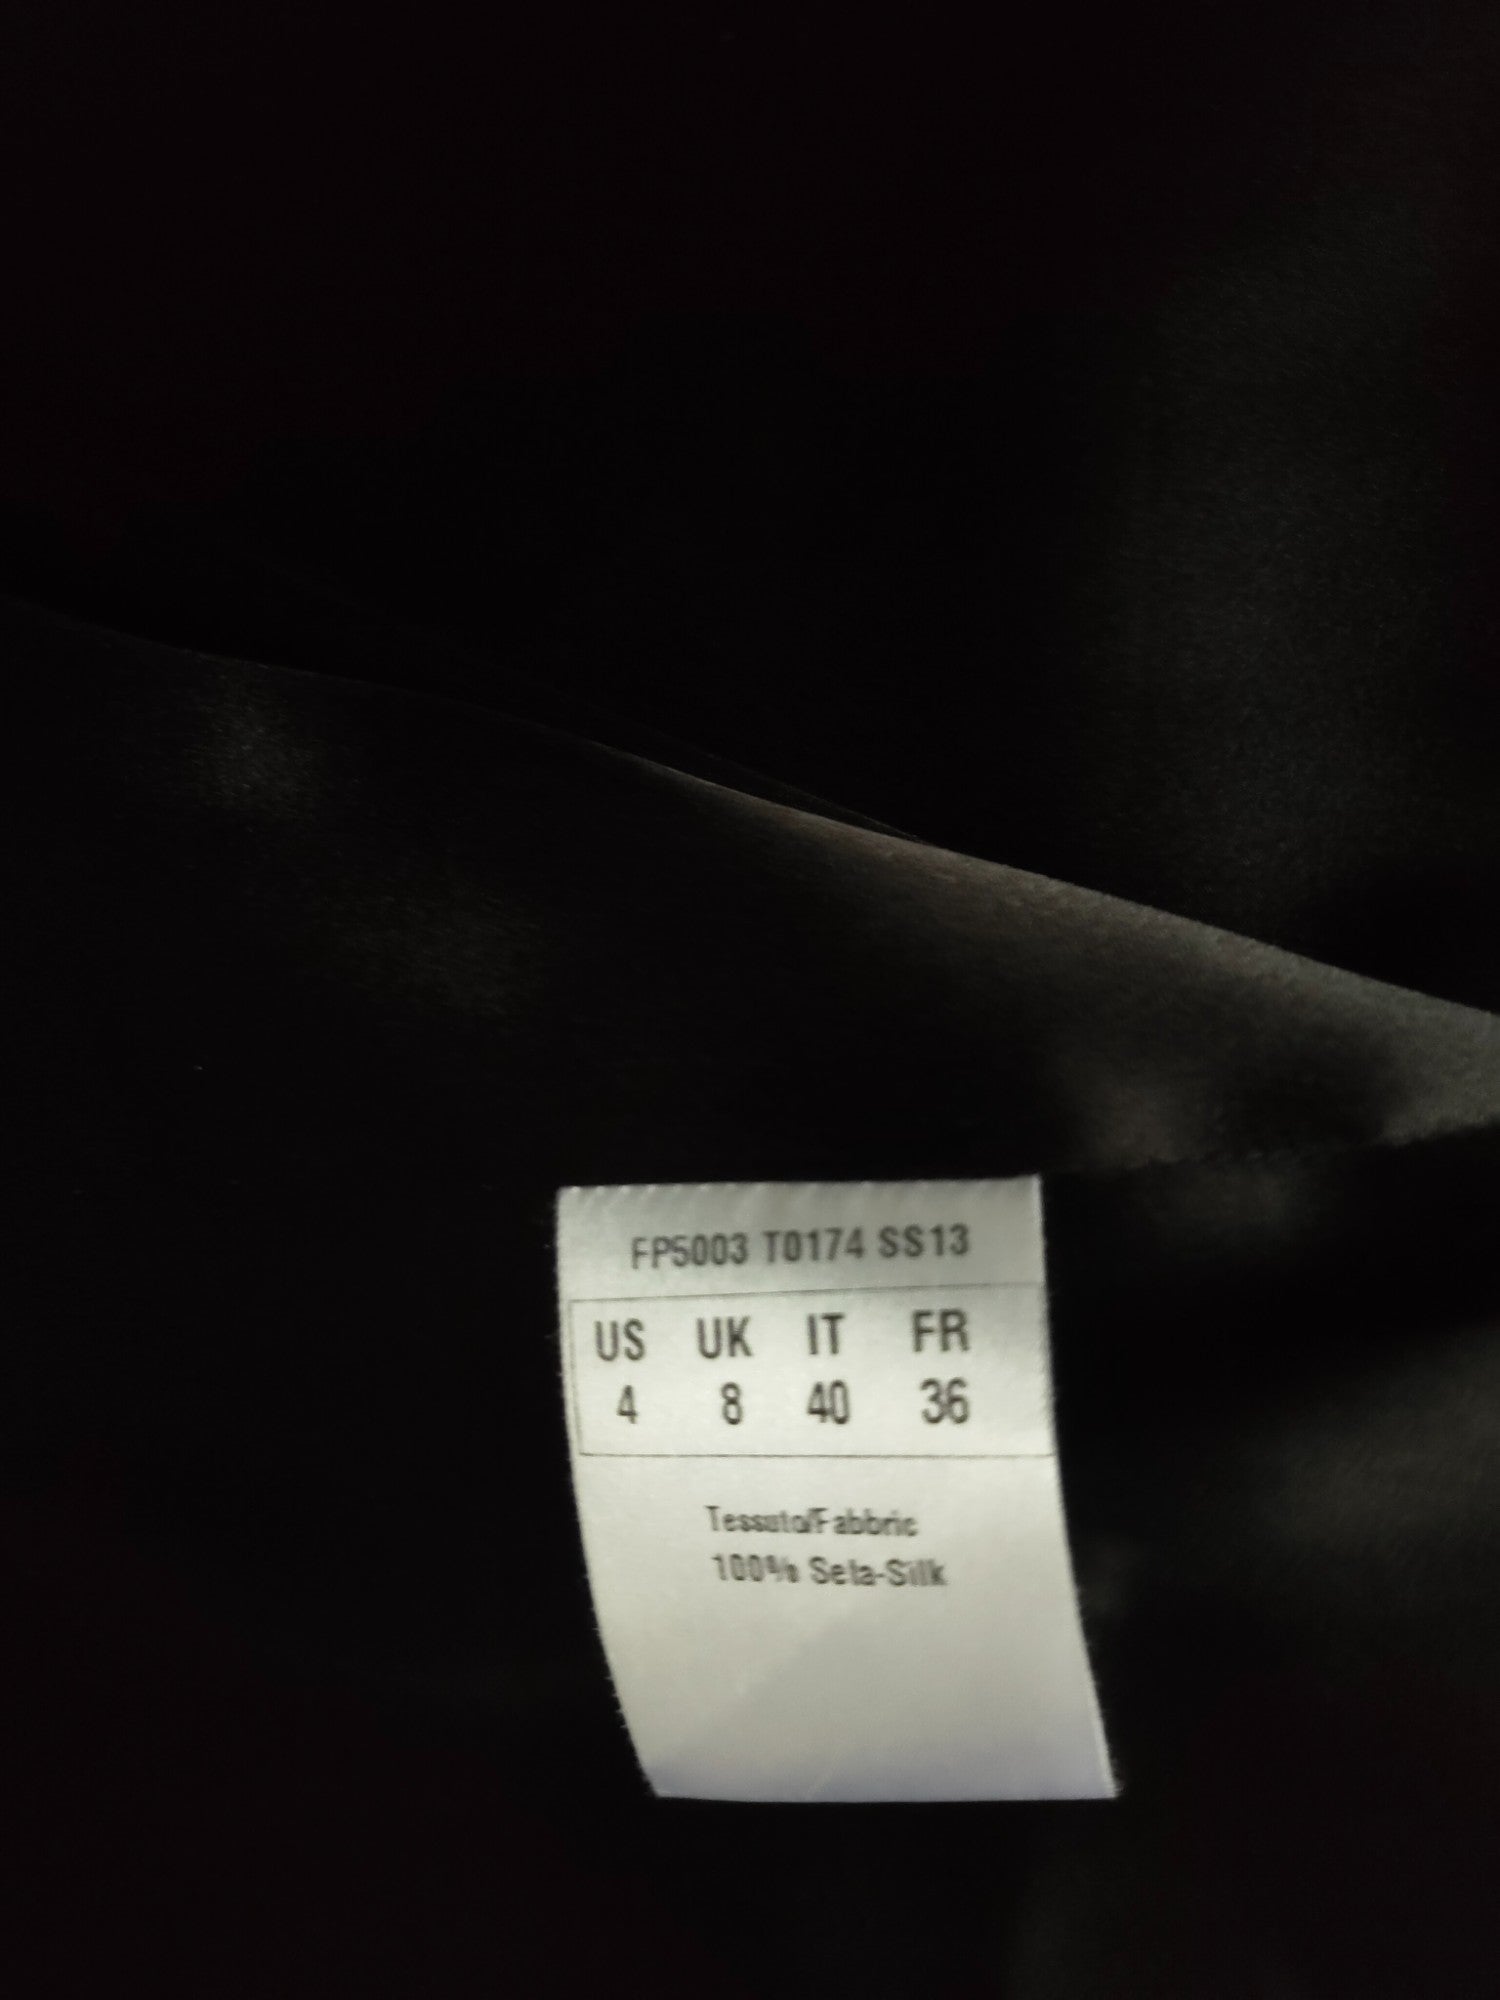 FP5003 T0174 SS13
US UK IT FR
4 8 40 36
Tessuto/Fabbric
100% Seta-Silk